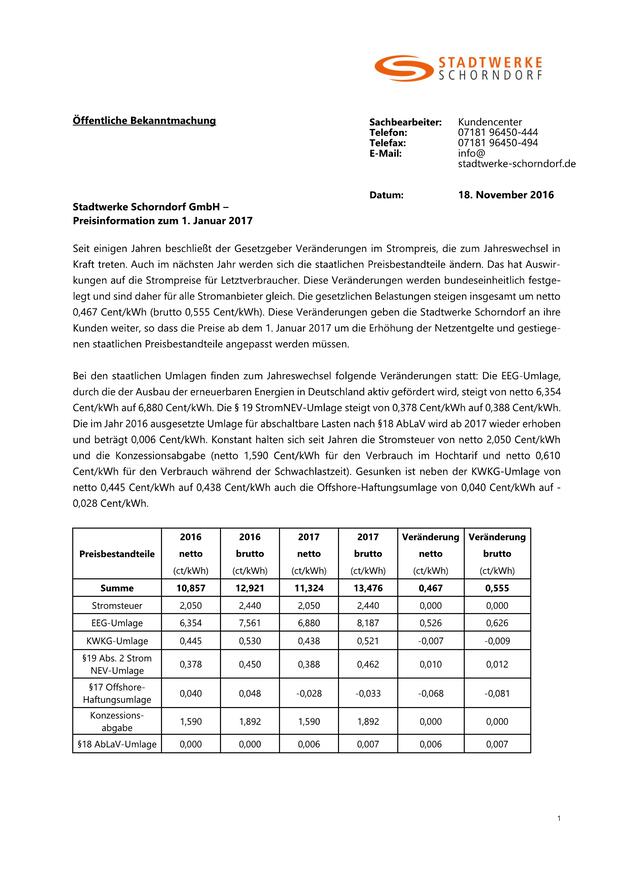 STADTWERKE
SCHORNDORF
Öffentliche Bekanntmachung
Sachbearbeiter: Kundencenter
Telefon: 07181 96450-444
Telefax: 07181 96450-494
E-Mail: info@
stadtwerke-schorndorf.de
Datum: 18. November 2016
Stadtwerke Schorndorf GmbH –
Preisinformation zum 1. Januar 2017
Seit einigen Jahren beschließt der Gesetzgeber Veränderungen im Strompreis, die zum Jahreswechsel in
Kraft treten. Auch im nächsten Jahr werden sich die staatlichen Preisbestandteile ändern. Das hat Auswir-
kungen auf die Strompreise für Letztverbraucher. Diese Veränderungen werden bundeseinheitlich festge-
legt und sind daher für alle Stromanbieter gleich. Die gesetzlichen Belastungen steigen insgesamt um netto
0,467 Cent/kWh (brutto 0,555 Cent/kWh). Diese Veränderungen geben die Stadtwerke Schorndorf an ihre
Kunden weiter, so dass die Preise ab dem 1. Januar 2017 um die Erhöhung der Netzentgelte und gestiege-
nen staatlichen Preisbestandteile angepasst werden müssen.
Bei den staatlichen Umlagen finden zum Jahreswechsel folgende Veränderungen statt: Die EEG-Umlage,
durch die der Ausbau der erneuerbaren Energien in Deutschland aktiv gefördert wird, steigt von netto 6,354
Cent/kWh auf 6,880 Cent/kWh. Die § 19 StromNEV-Umlage steigt von 0,378 Cent/kWh auf 0,388 Cent/kWh.
Die im Jahr 2016 ausgesetzte Umlage für abschaltbare Lasten nach §18 AbLaV wird ab 2017 wieder erhoben
und beträgt 0,006 Cent/kWh. Konstant halten sich seit Jahren die Stromsteuer von netto 2,050 Cent/kWh
und die Konzessionsabgabe (netto 1,590 Cent/kWh für den Verbrauch im Hochtarif und netto 0,610
Cent/kWh für den Verbrauch während der Schwachlastzeit). Gesunken ist neben der KWKG-Umlage von
netto 0,445 Cent/kWh auf 0,438 Cent/kWh auch die Offshore-Haftungsumlage von 0,040 Cent/kWh auf -
0,028 Cent/kWh.
Preisbestandteile 2016 2016 2017 2017 Veränderung Veränderung
netto brutto netto brutto netto brutto
(ct/kWh) (ct/kWh) (ct/kWh) (ct/kWh) (ct/kWh) (ct/kWh)
Summe 10,857 12,921 11,324 13,476 0,467 0,555
Stromsteuer 2,050 2,440 2,050 2,440 0,000 0,000
EEG-Umlage 6,354 7,561 6,880 8,187 0,526 0,626
KWKG-Umlage 0,445 0,530 0,438 0,521 -0,007 -0,009
§19 Abs. 2 Strom
NEV-Umlage 0,378 0,450 0,388 0,462 0,010 0,012
§17 Offshore-
Haftungsumlage 0,040 0,048 -0,028 -0,033 -0,068 -0,081
Konzessions-
abgabe 1,590 1,892 1,590 1,892 0,000 0,000
§18 AbLaV-Umlage 0,000 0,000 0,006 0,007 0,006 0,007
1